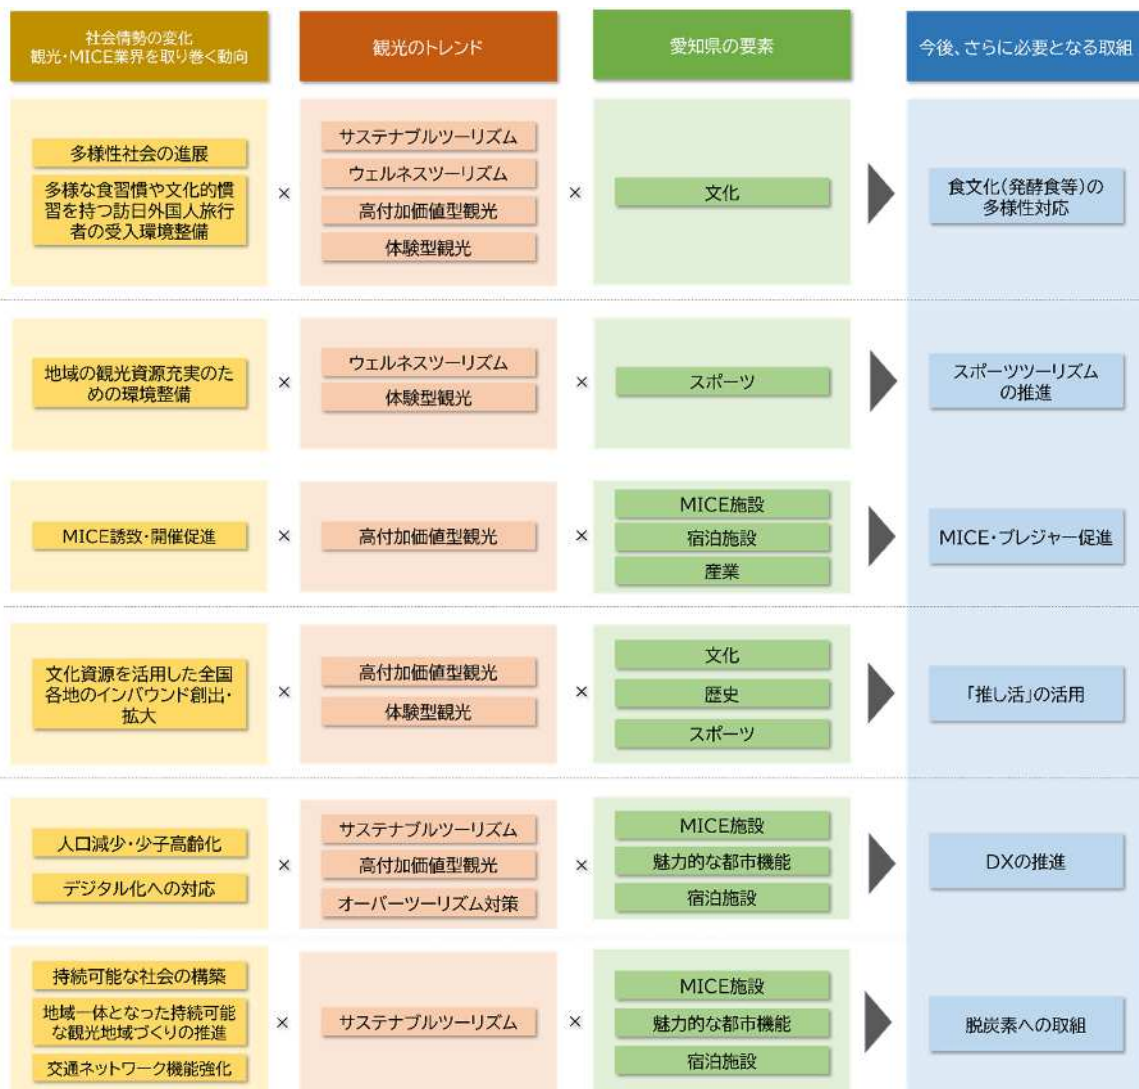 社会情勢の変化
観光・MICE業界を取り巻く動向
観光のトレンド
愛知県の要素
今後、さらに必要となる取組
多様性社会の進展
多様な食習慣や文化的慣
習を持つ訪日外国人旅行
者の受入環境整備
×
サステナブルツーリズム
ウェルネスツーリズム
高付加価値型観光
体験型観光
×
文化
食文化(発酵食等)の
多様性対応
地域の観光資源充実のた
めの環境整備
×
ウェルネスツーリズム
体験型観光
×
スポーツ
スポーツツーリズム
の推進
MICE誘致・開催促進
×
高付加価値型観光
×
MICE施設
宿泊施設
産業
MICE・ブレジャー促進
文化資源を活用した全国
各地のインバウンド創出・
拡大
×
高付加価値型観光
体験型観光
×
文化
歴史
スポーツ
「推し活」の活用
人口減少・少子高齢化
デジタル化への対応
×
サステナブルツーリズム
高付加価値型観光
オーバーツーリズム対策
×
MICE施設
魅力的な都市機能
宿泊施設
DXの推進
持続可能な社会の構築
地域一体となった持続可能
な観光地域づくりの推進
交通ネットワーク機能強化
×
サステナブルツーリズム
×
MICE施設
魅力的な都市機能
宿泊施設
脱炭素への取組